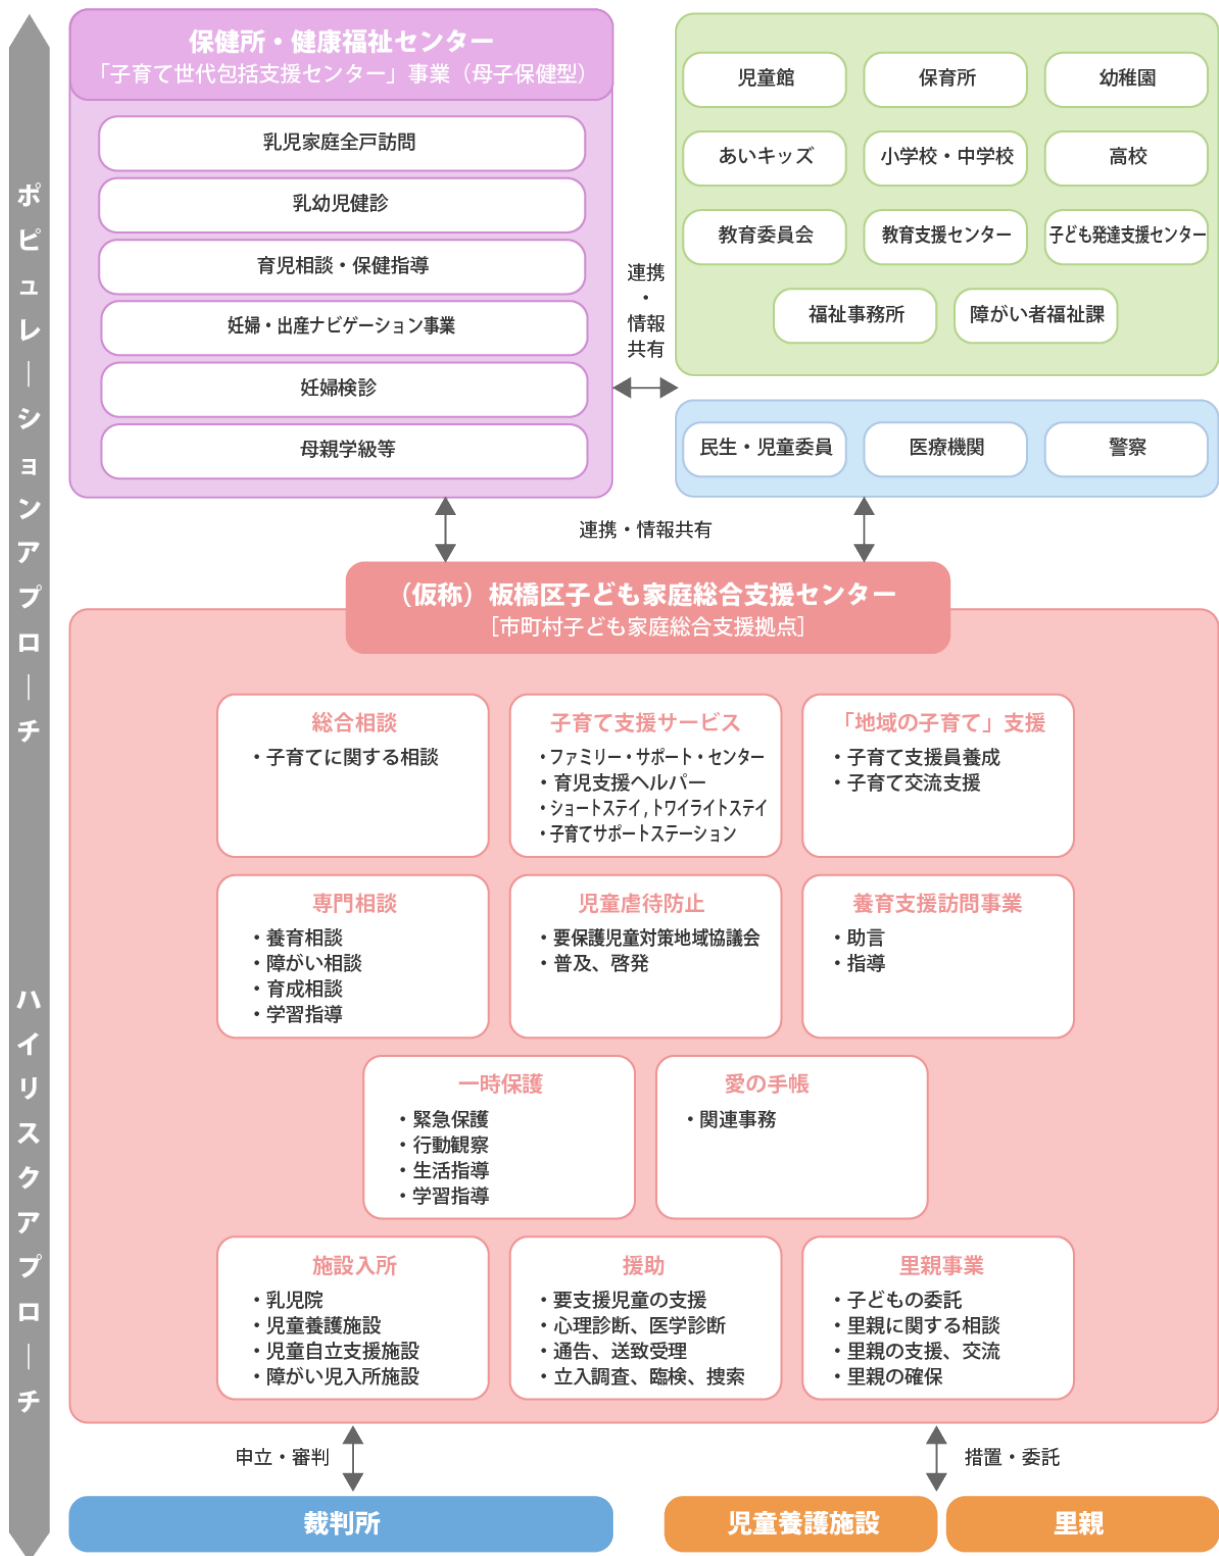 ポピュレーションアプローチ
ハイリスクアプローチ
保健所・健康福祉センター
「子育て世代包括支援センター」事業（母子保健型）
乳児家庭全戸訪問
乳幼児健診
育児相談・保健指導
妊婦・出産ナビゲーション事業
妊婦検診
母親学級等
連携
・
情報
共有
児童館
保育所
幼稚園
あいキッズ
小学校・中学校
高校
教育委員会
教育支援センター
子ども発達支援センター
福祉事務所
障がい者福祉課
民生・児童委員
医療機関
警察
連携・情報共有
（仮称）板橋区子ども家庭総合支援センター
［市町村子ども家庭総合支援拠点］
総合相談
・子育てに関する相談
子育て支援サービス
・ファミリー・サポート・センター
・育児支援ヘルパー
・ショートステイ，トワイライトステイ
・子育てサポートステーション
「地域の子育て」支援
・子育て支援員養成
・子育て交流支援
専門相談
・養育相談
・障がい相談
・育成相談
・学習指導
児童虐待防止
・要保護児童対策地域協議会
・普及、啓発
養育支援訪問事業
・助言
・指導
一時保護
・緊急保護
・行動観察
・生活指導
・学習指導
愛の手帳
・関連事務
施設入所
・乳児院
・児童養護施設
・児童自立支援施設
・障がい児入所施設
援助
・要支援児童の支援
・心理診断、医学診断
・通告、送致受理
・立入調査、臨検、捜索
里親事業
・子どもの委託
・里親に関する相談
・里親の支援、交流
・里親の確保
申立・審判
措置・委託
裁判所
児童養護施設
里親